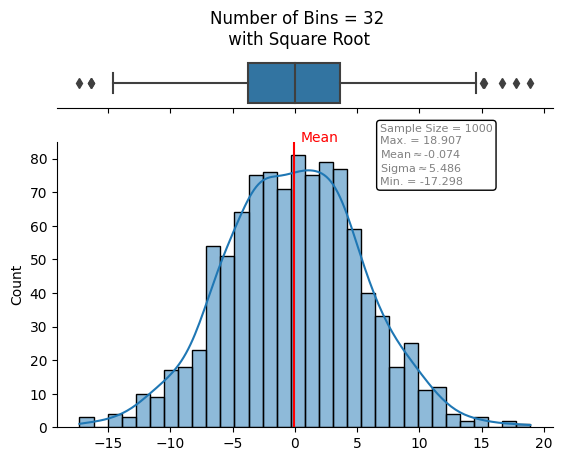 Number of Bins = 32
with Square Root
Sample Size = 1000
Max. = 18.907
Mean≈-0.074
Sigma≈5.486
Min. = -17.298
Mean
80
70
60
50
40
30
20
10
0
Count
−15 −10 −5 0 5 10 15 20